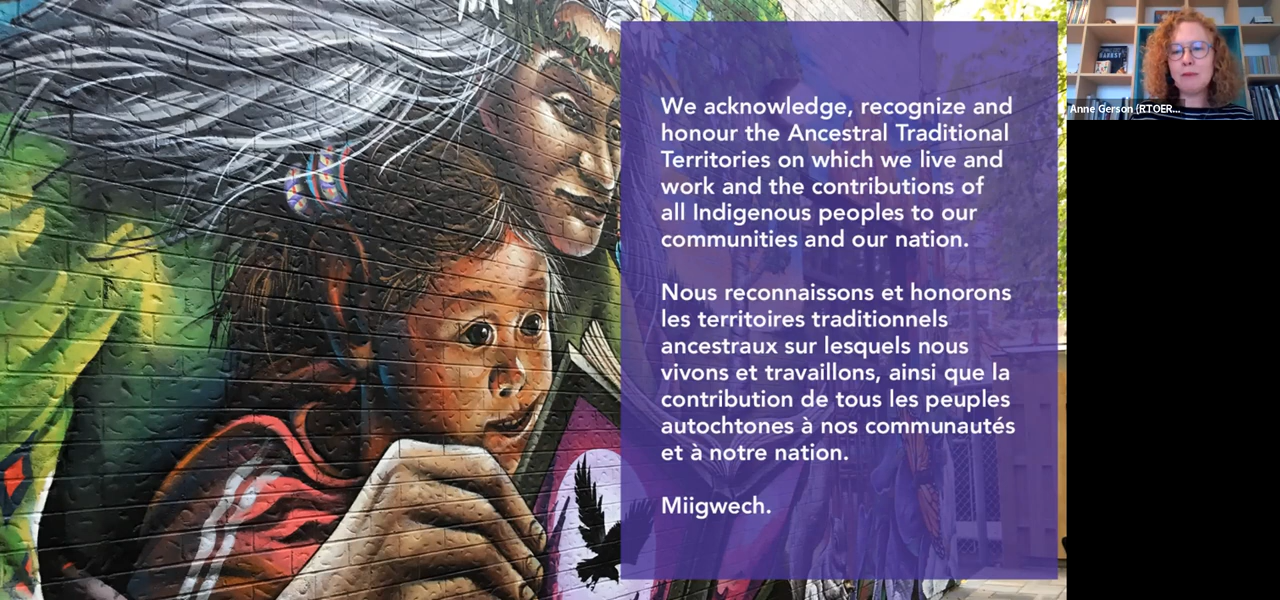 We acknowledge, recognize and
honour the Ancestral Traditional
Territories on which we live and
work and the contributions of
all Indigenous peoples to our
communities and our nation.
Nous reconnaissons et honorons
les territoires traditionnels
ancestraux sur lesquels nous
vivons et travaillons, ainsi que la
contribution de tous les peuples
autochtones à nos communautés
et à notre nation.
Miigwech.
Anne Gerson (RTOER...